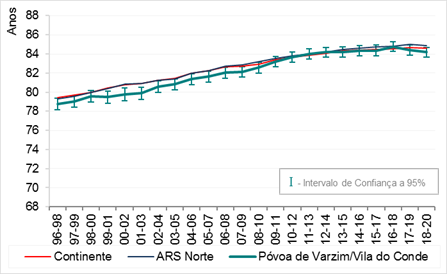 Anos
88
86
84
82
80
78
76
74
72
70
68
I - Intervalo de Confiança a 95%
96-98 97-99 98-00 99-01 00-02 01-03 02-04 03-05 04-06 05-07 06-08 07-09 08-10 09-11 10-12 11-13 12-14 13-15 14-16 15-17 16-18 17-19 18-20
Continente ARS Norte Póvoa de Varzim/Vila do Conde